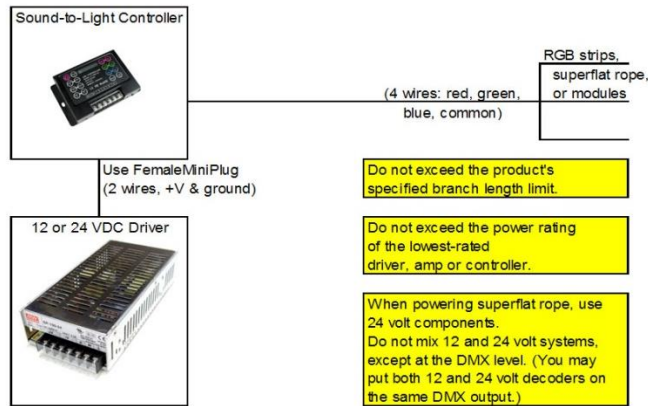 Sound-to-Light Controller
RGB strips,
superflat rope,
or modules
(4 wires: red, green,
blue, common)
Use FemaleMiniPlug
(2 wires, +V & ground)
12 or 24 VDC Driver
Do not exceed the product's
specified branch length limit.
Do not exceed the power rating
of the lowest-rated
driver, amp or controller.
When powering superflat rope, use
24 volt components.
Do not mix 12 and 24 volt systems,
except at the DMX level. (You may
put both 12 and 24 volt decoders on
the same DMX output.)